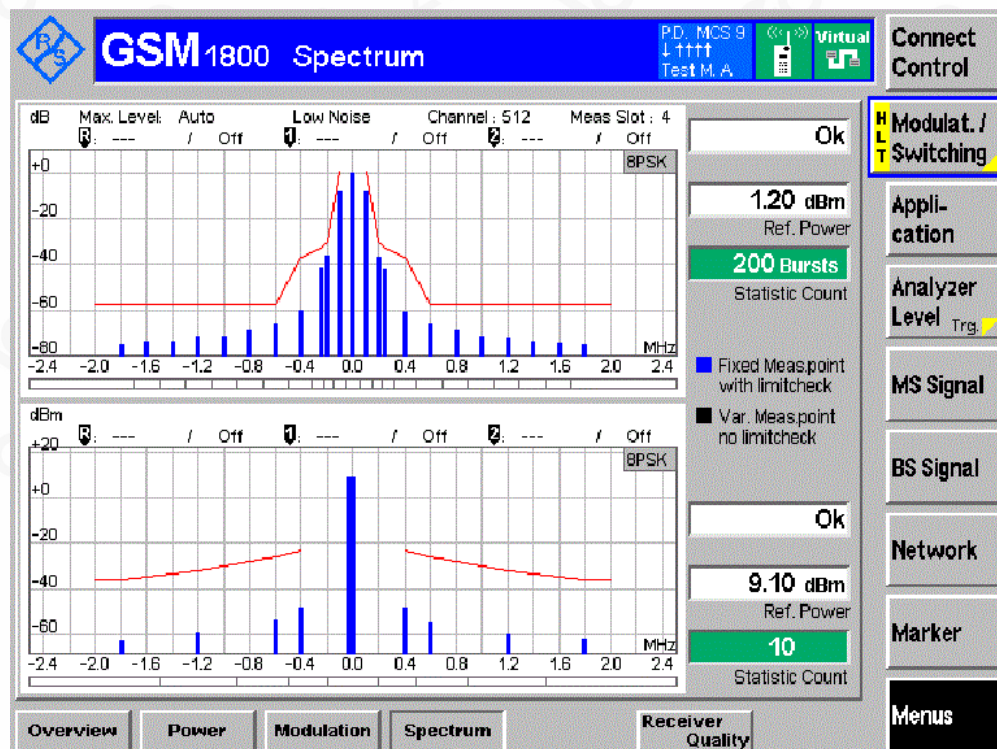 R/S
GSM 1800 Spectrum
P.D. MCS 9
↓ ↑↑↑↑
Test M. A
Virtual
Connect
Control
dB Max. Level: Auto Low Noise Channel : 512 Meas Slot : 4
R : --- / Off 1 : --- / Off 2 : --- / Off
8PSK
+0
-20
-40
-60
-80
MHz
-2.4 -2.0 -1.6 -1.2 -0.8 -0.4 0.0 0.4 0.8 1.2 1.6 2.0 2.4
Ok
1.20 dBm
Ref. Power
200 Bursts
Statistic Count
Fixed Meas.point
with limitcheck
Var. Meas.point
no limitcheck
dBm
R : --- / Off 1 : --- / Off 2 : --- / Off
8PSK
+20
+0
-20
-40
-60
MHz
-2.4 -2.0 -1.6 -1.2 -0.8 -0.4 0.0 0.4 0.8 1.2 1.6 2.0 2.4
Ok
9.10 dBm
Ref. Power
10
Statistic Count
HLT
Modulat. /
Switching
Appli-
cation
Analyzer
Level Trg.
MS Signal
BS Signal
Network
Marker
Menus
Overview
Power
Modulation
Spectrum
Receiver
Quality